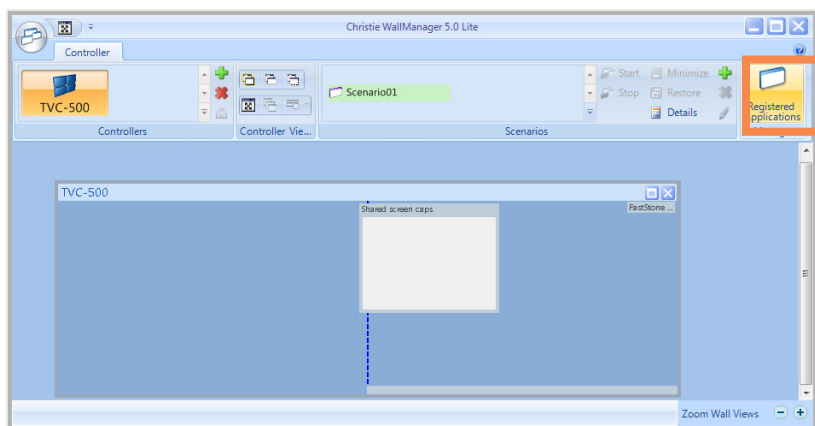 Christie WallManager 5.0 Lite
Controller
TVC-500
Scenario01
Start
Minimize
Stop
Restore
Details
Registered
pplications
Controllers
Controller Vie...
Scenarios
TVC-500
Shared screen caps
FastStone ...
Zoom Wall Views